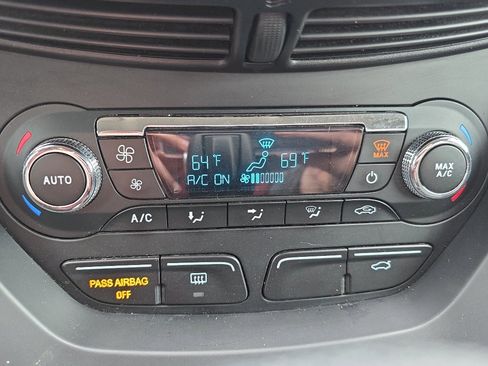 64°F 69°F
MAX
AUTO
A/C ON
MAX
A/C
A/C
PASS AIRBAG
OFF